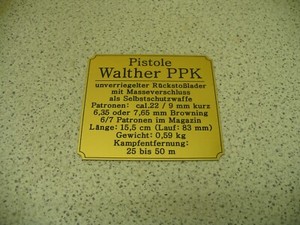 Pistole
Walther PPK
unverriegelter Rückstoßlader
mit Masseverschluss
als Selbstschutzwaffe
Patronen: cal.22 / 9 mm kurz
6,35 oder 7,65 mm Browning
6/7 Patronen im Magazin
Länge: 15,5 cm (Lauf: 83 mm)
Gewicht: 0,59 kg
Kampfentfernung:
25 bis 50 m